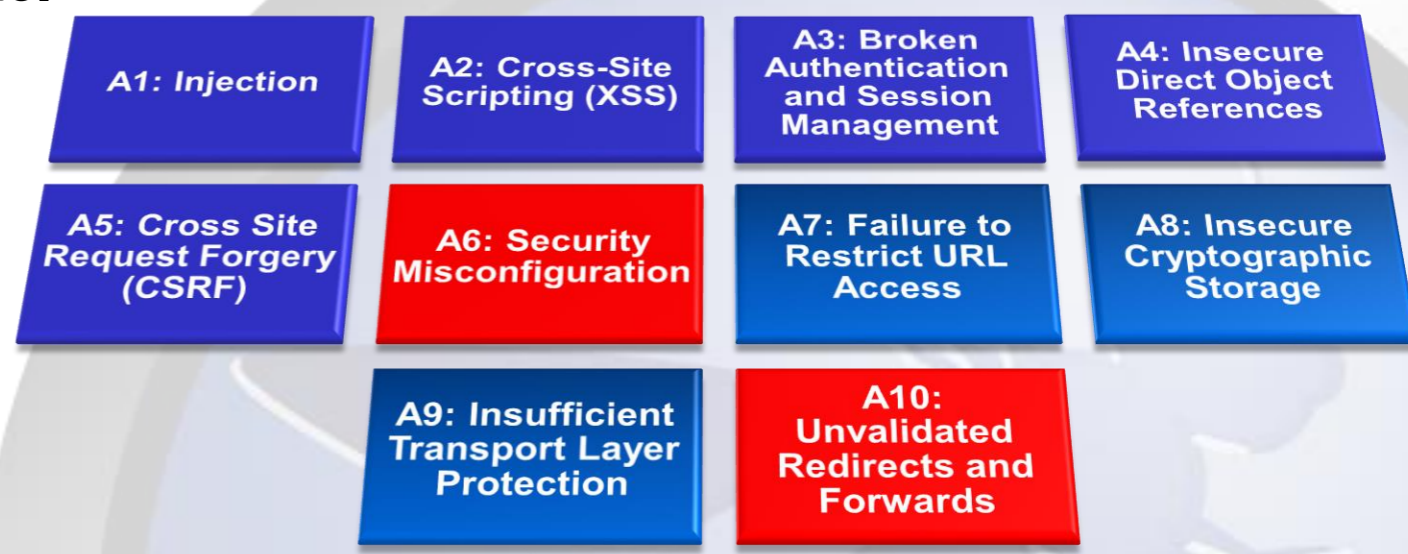 A1: Injection
A2: Cross-Site
Scripting (XSS)
A3: Broken
Authentication
and Session
Management
A4: Insecure
Direct Object
References
A5: Cross Site
Request Forgery
(CSRF)
A6: Security
Misconfiguration
A7: Failure to
Restrict URL
Access
A8: Insecure
Cryptographic
Storage
A9: Insufficient
Transport Layer
Protection
A10:
Unvalidated
Redirects and
Forwards